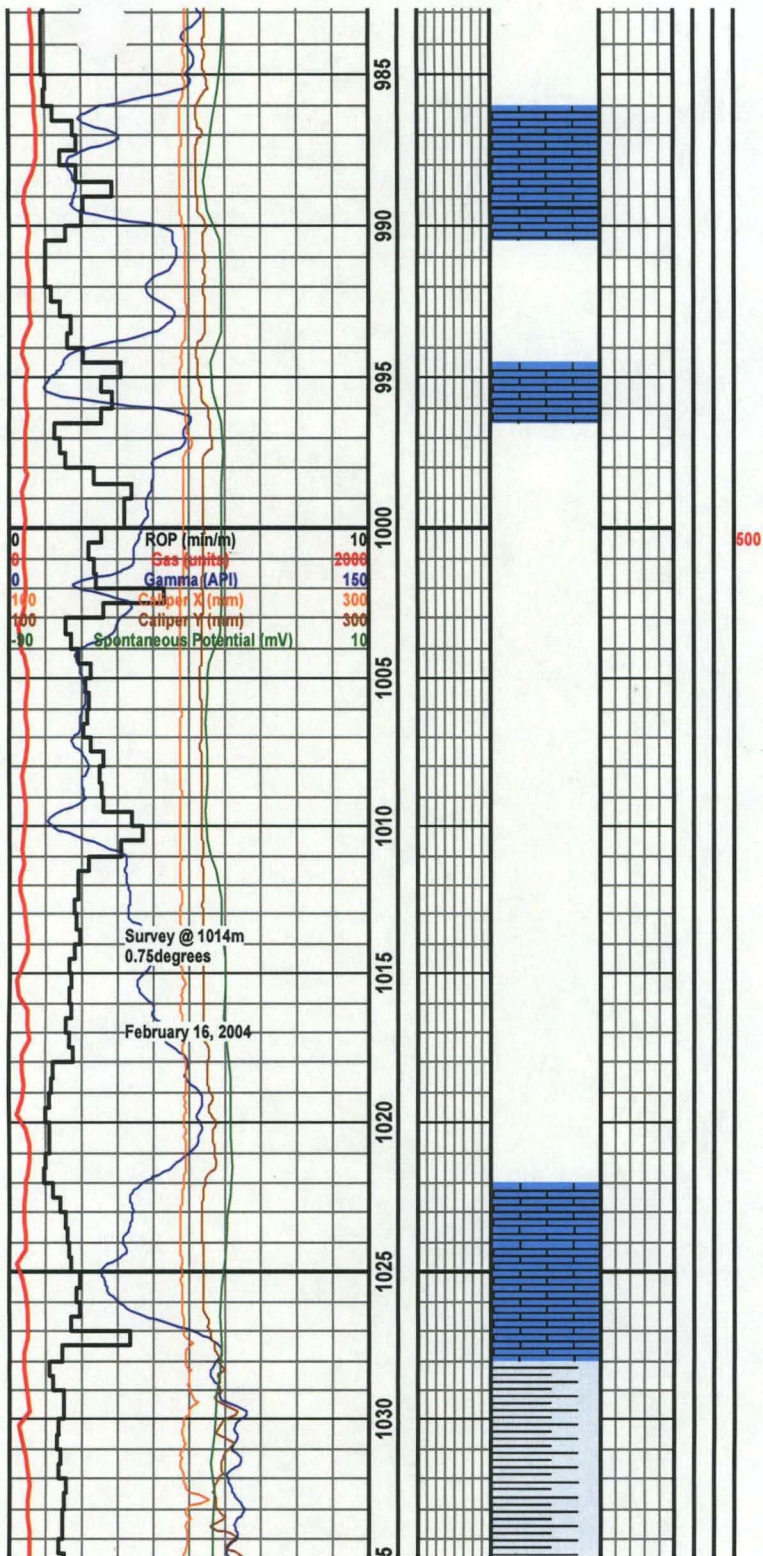 985
990
995
1000
0 ROP (min/m) 10
0 Gas (units) 2000
0 Gamma (API) 150
100 Caliper X (mm) 300
100 Caliper Y (mm) 300
-90 Spontaneous Potential (mV) 10
500
1005
1010
Survey @ 1014m
0.75degrees
1015
February 16, 2004
1020
1025
1030
5